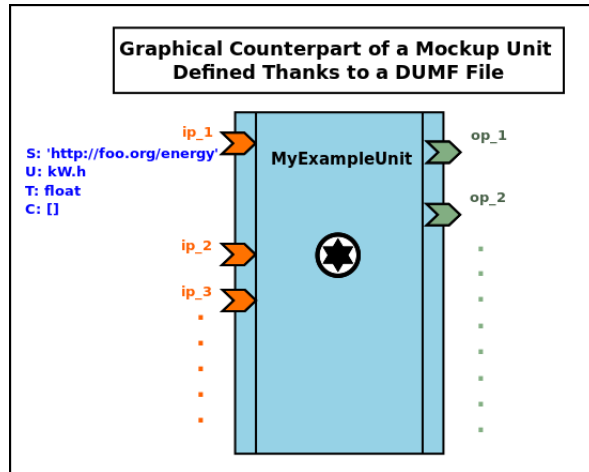 Graphical Counterpart of a Mockup Unit
Defined Thanks to a DUMF File
ip_1
S: 'http://foo.org/energy'
U: kW.h
T: float
C: []
MyExampleUnit
op_1
op_2
ip_2
ip_3